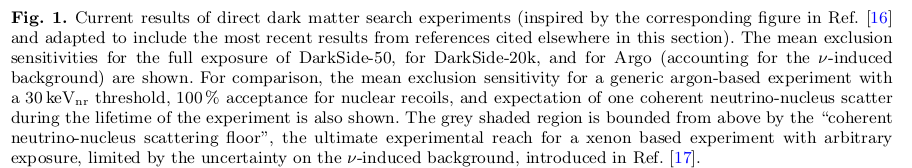 Fig. 1. Current results of direct dark matter search experiments (inspired by the corresponding figure in Ref. [16]
and adapted to include the most recent results from references cited elsewhere in this section). The mean exclusion
sensitivities for the full exposure of DarkSide-50, for DarkSide-20k, and for Argo (accounting for the ν-induced
background) are shown. For comparison, the mean exclusion sensitivity for a generic argon-based experiment with
a 30 keVnr threshold, 100 % acceptance for nuclear recoils, and expectation of one coherent neutrino-nucleus scatter
during the lifetime of the experiment is also shown. The grey shaded region is bounded from above by the “coherent
neutrino-nucleus scattering floor”, the ultimate experimental reach for a xenon based experiment with arbitrary
exposure, limited by the uncertainty on the ν-induced background, introduced in Ref. [17].